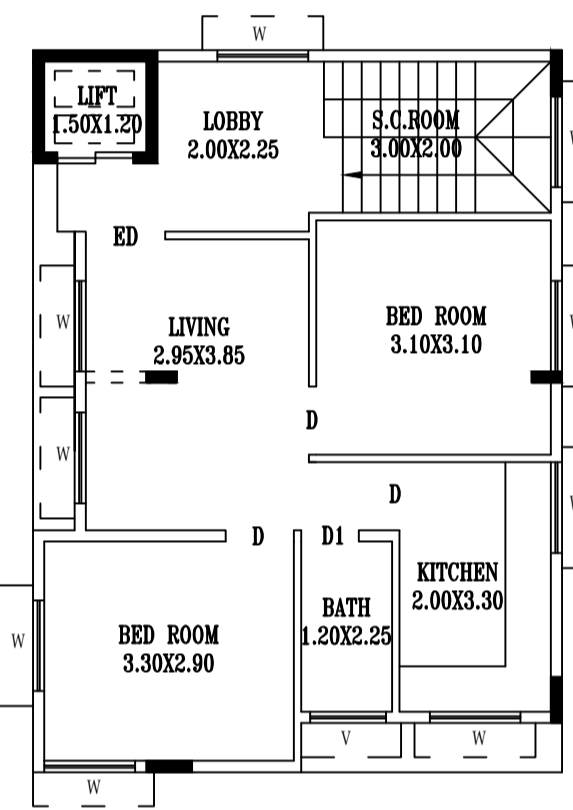 W
LIFT
1.50X1.20
LOBBY
2.00X2.25
S.C.ROOM
3.00X2.00
W
ED
W
LIVING
2.95X3.85
BED ROOM
3.10X3.10
W
D
W
D
W
D
D1
KITCHEN
2.00X3.30
BATH
1.20X2.25
W
BED ROOM
3.30X2.90
V
W
W